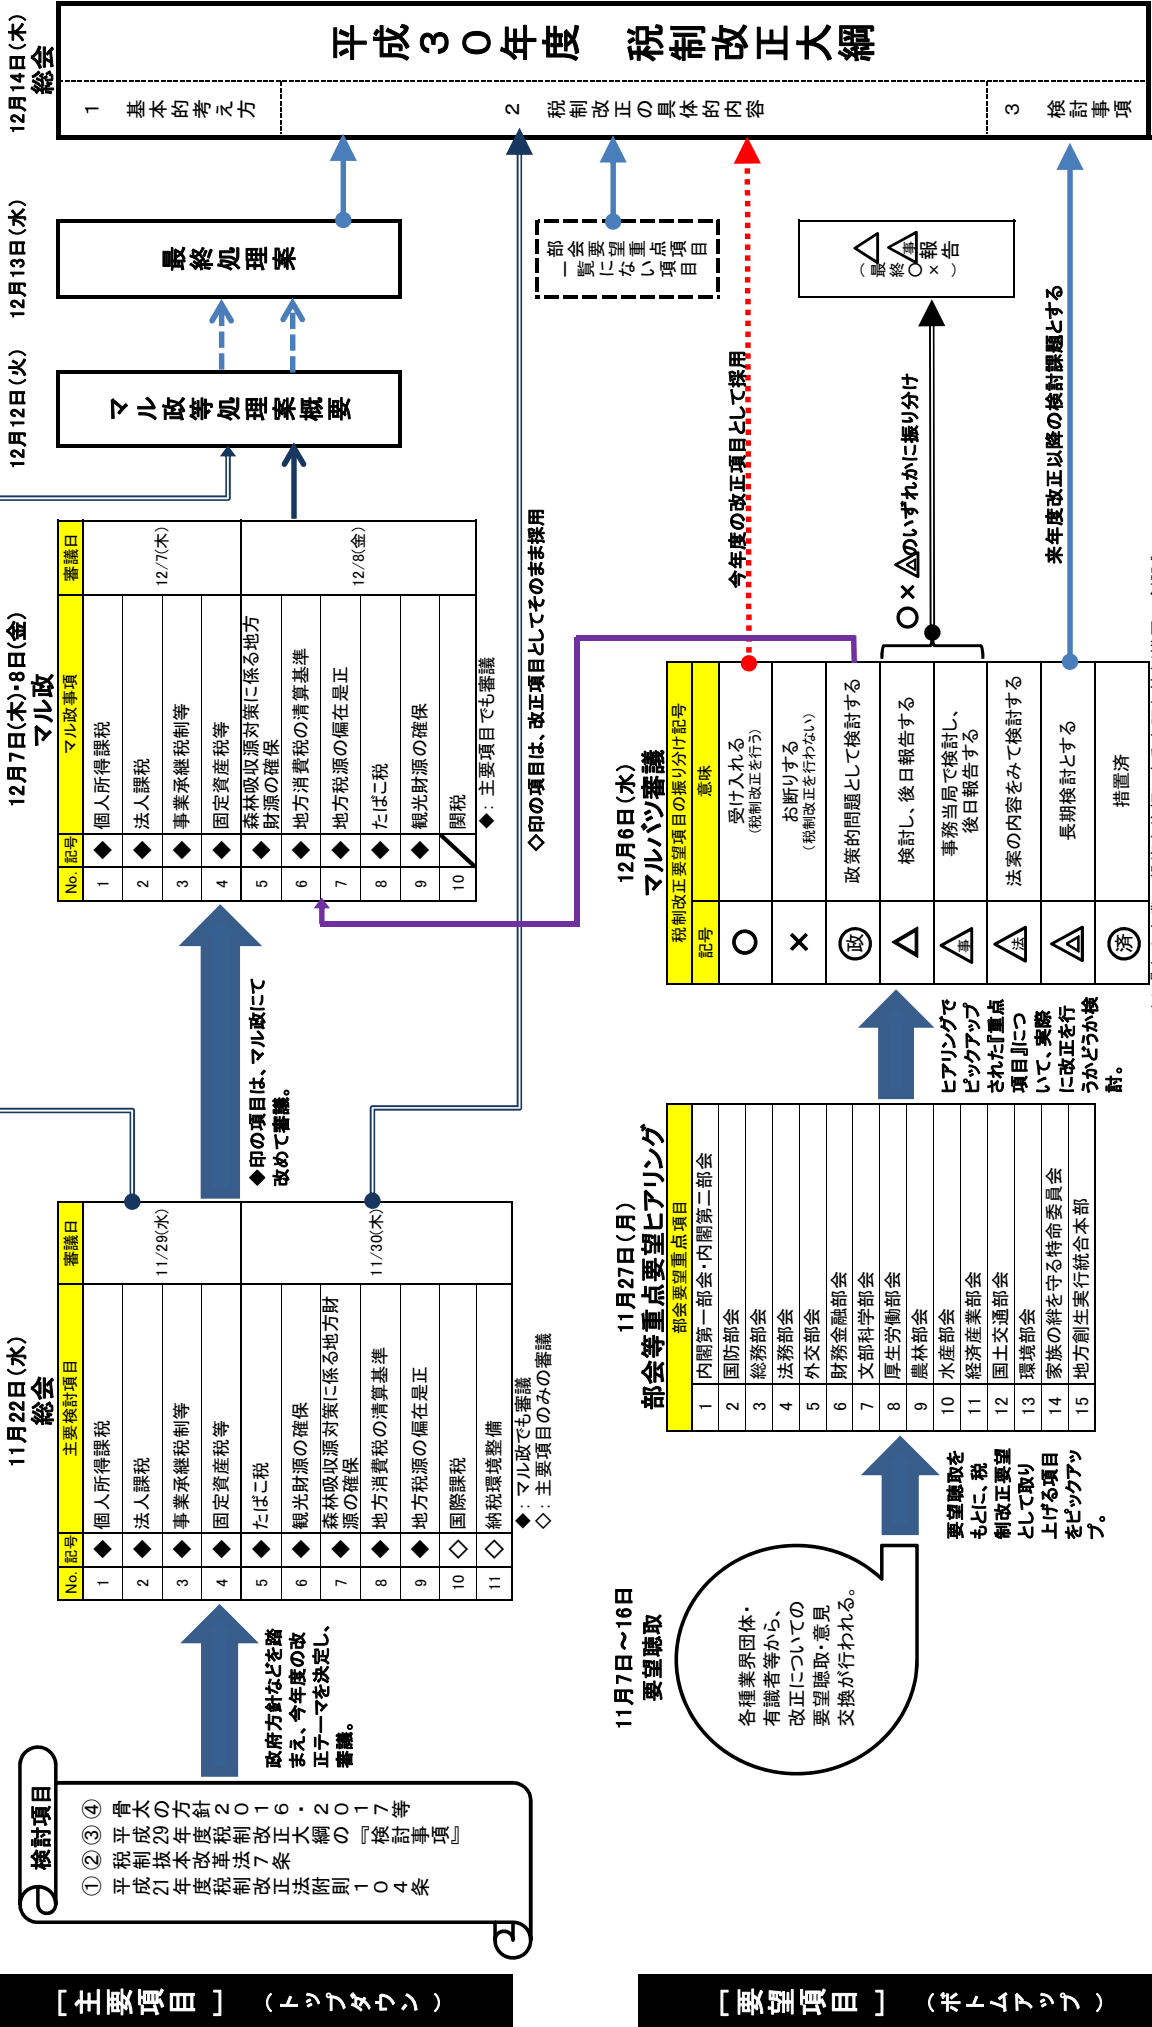 [主要項目] (トップダウン)
検討項目
① 平成21年度税制改正法附則104条
② 税制抜本改革法7条
③ 平成29年度税制改正大綱の『検討事項』
④ 骨太の方針2016・2017等
政府方針などを踏
まえ、今年度の改
正テーマを決定し、
審議。
11月22日(水)
総会
No. 記号 主要検討項目 審議日
1 ◆ 個人所得課税 11/29(水)
2 ◆ 法人課税
3 ◆ 事業承継税制等
4 ◆ 固定資産税等
5 ◆ たばこ税 11/30(木)
6 ◆ 観光財源の確保
7 ◆ 森林吸収源対策に係る地方財
源の確保
8 ◆ 地方消費税の清算基準
9 ◆ 地方税源の偏在是正
10 ◇ 国際課税
11 ◇ 納税環境整備
◆:マル政でも審議
◇:主要項目のみの審議
◆印の項目は、マル政にて
改めて審議。
12月7日(木)・8日(金)
マル政
No. 記号 マル政事項 審議日
1 ◆ 個人所得課税 12/7(木)
2 ◆ 法人課税
3 ◆ 事業承継税制等
4 ◆ 固定資産税等
5 ◆ 森林吸収源対策に係る地方
財源の確保 12/8(金)
6 ◆ 地方消費税の清算基準
7 ◆ 地方税源の偏在是正
8 ◆ たばこ税
9 ◆ 観光財源の確保
10 関税
◆:主要項目でも審議
◇印の項目は、改正項目としてそのまま採用
12月12日(火)
マル政等処理案概要
12月13日(水)
最終処理案
12月14日(木)
総会
平成30年度 税制改正大綱
1 基本的考え方
2 税制改正の具体的内容
3 検討事項
[要望項目] (ボトムアップ)
11月7日~16日
要望聴取
各種業界団体・
有識者等から、
改正についての
要望聴取・意見
交換が行われる。
要望聴取を
もとに、税
制改正要望
として取り
上げる項目
をピックアッ
プ。
11月27日(月)
部会等重点要望ヒアリング
部会要望重点項目
1 内閣第一部会・内閣第二部会
2 国防部会
3 総務部会
4 法務部会
5 外交部会
6 財務金融部会
7 文部科学部会
8 厚生労働部会
9 農林部会
10 水産部会
11 経済産業部会
12 国土交通部会
13 環境部会
14 家族の絆を守る特命委員会
15 地方創生実行統合本部
ヒアリングで
ピックアップ
された『重点
項目』につ
いて、実際
に改正を行
うかどうか検
討。
12月6日(水)
マルバツ審議
税制改正要望項目の振り分け記号
記号 意味
○ 受け入れる
(税制改正を行う)
× お断りする
(税制改正を行わない)
政 政策的問題として検討する
△ 検討し、後日報告する
事 事務当局で検討し、
後日報告する
法 法案の内容をみて検討する
長期検討とする
済 措置済
今年度の改正項目として採用
○×のいずれかに振り分け
来年度改正以降の検討課題とする
部会要望重点項目
一覧にない項目
△事報告
(最終○×)